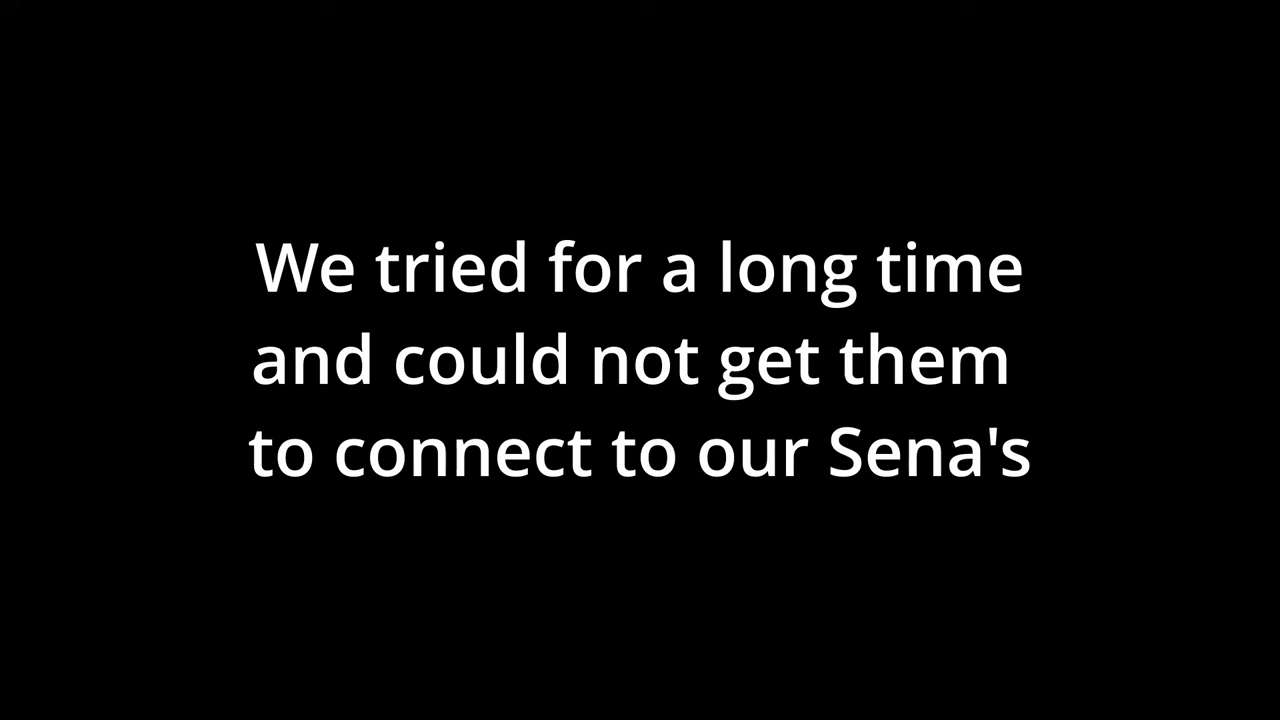 We tried for a long time
and could not get them
to connect to our Sena's